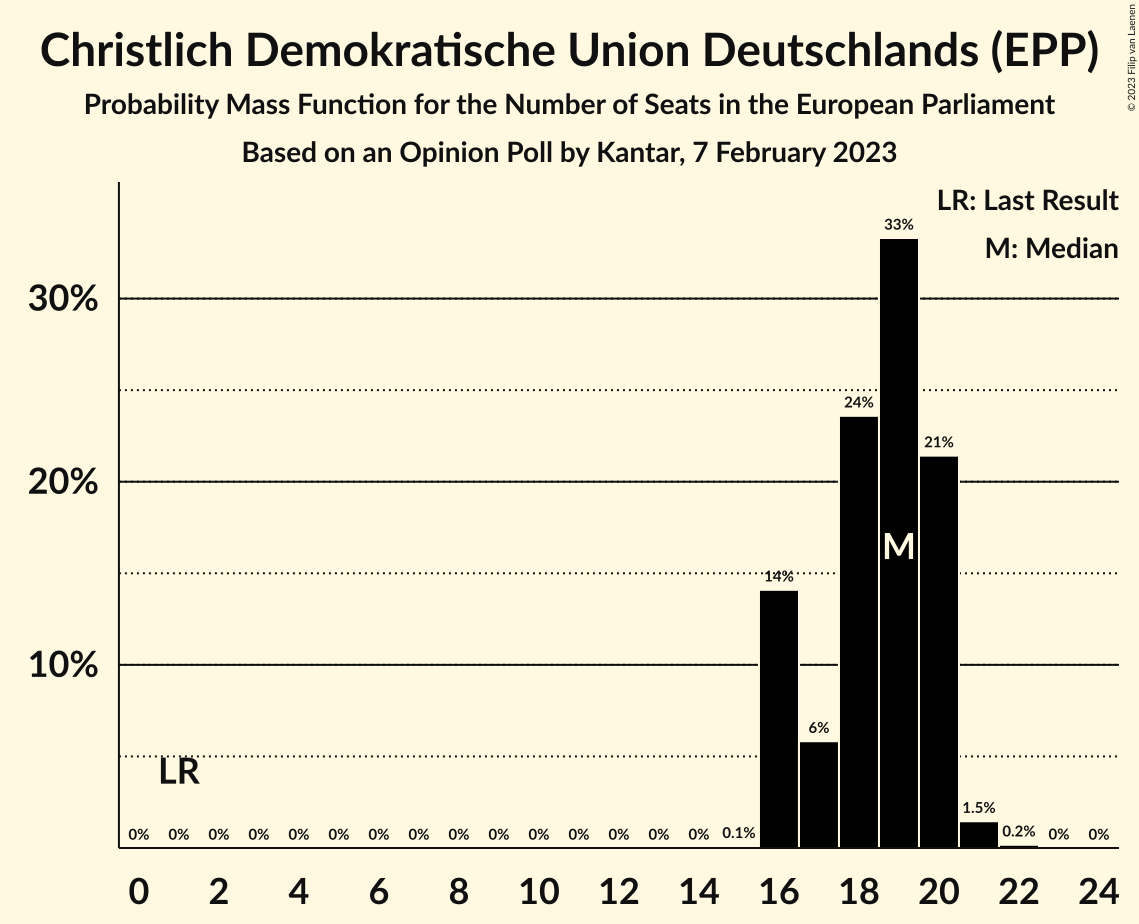 Christlich Demokratische Union Deutschlands (EPP)
Probability Mass Function for the Number of Seats in the European Parliament
Based on an Opinion Poll by Kantar, 7 February 2023
© 2023 Filip van Laenen
LR: Last Result
M: Median
33%
30%
24%
21%
20%
M
14%
10%
6%
LR
1.5%
0% 0% 0% 0% 0% 0% 0% 0% 0% 0% 0% 0% 0% 0% 0% 0.1% 0.2% 0% 0%
0 2 4 6 8 10 12 14 16 18 20 22 24